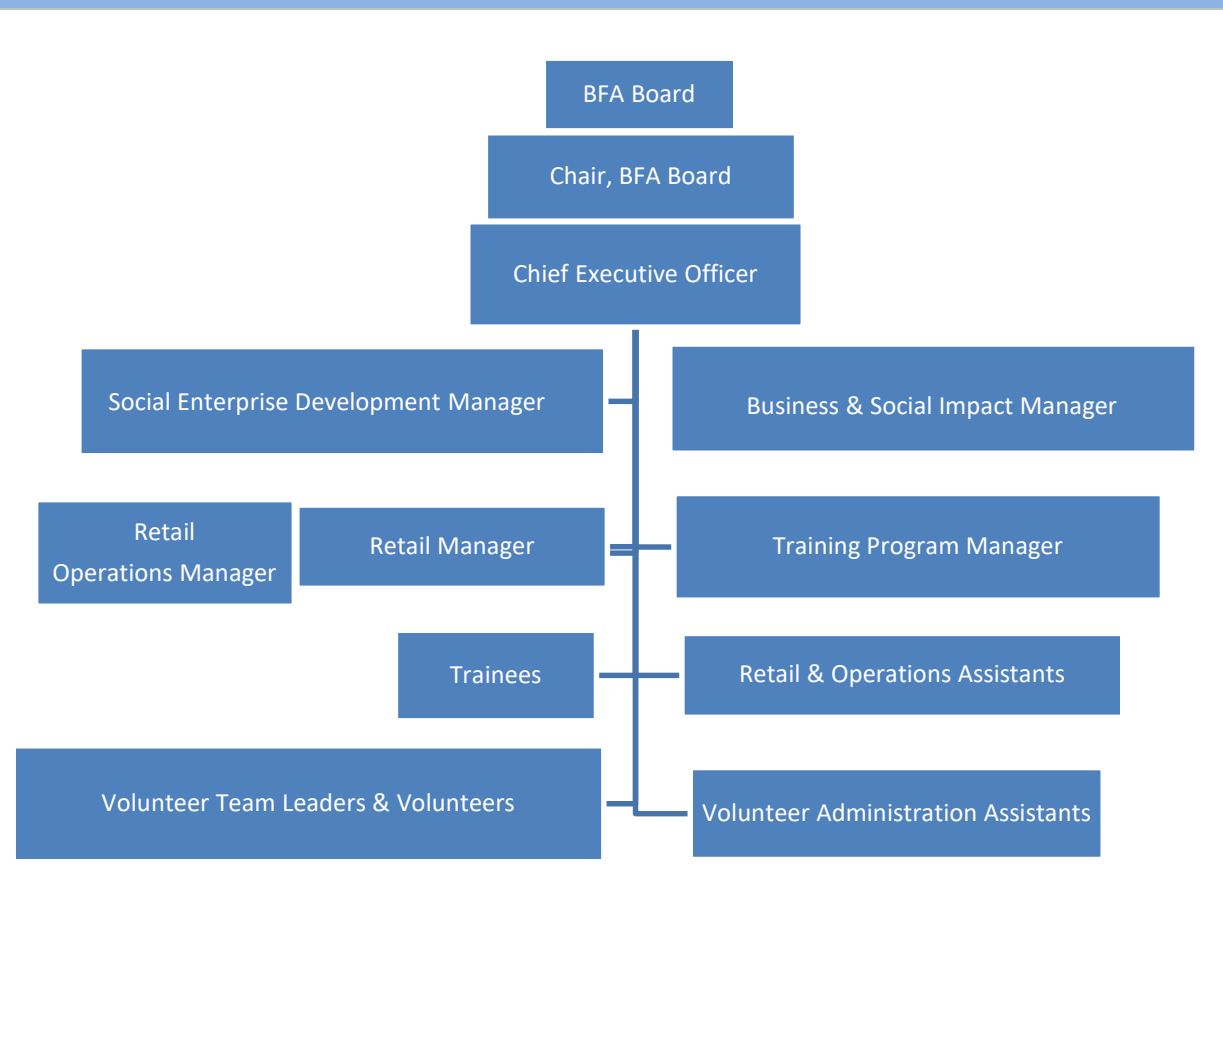 BFA Board
Chair, BFA Board
Chief Executive Officer
Social Enterprise Development Manager
Business & Social Impact Manager
Retail
Operations Manager
Retail Manager
Training Program Manager
Trainees
Retail & Operations Assistants
Volunteer Team Leaders & Volunteers
Volunteer Administration Assistants